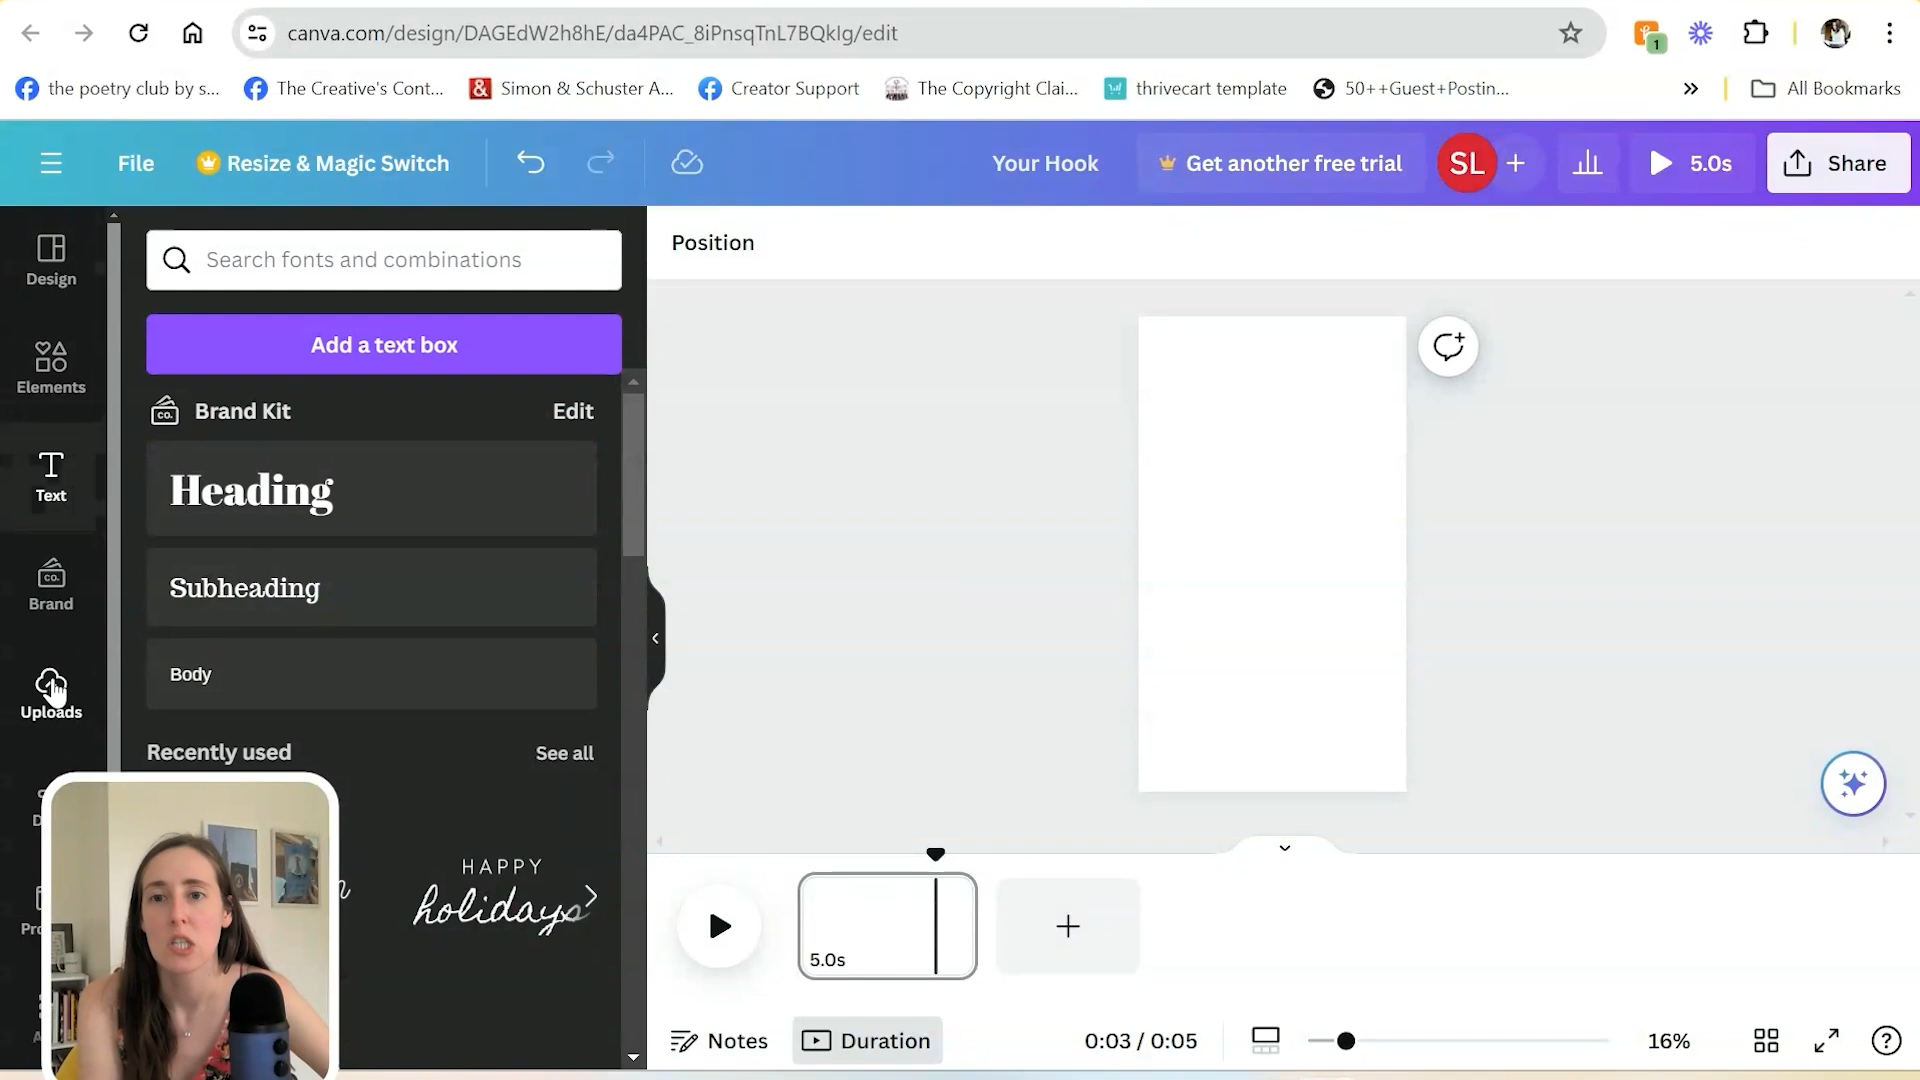 canva.com/design/DAGEdW2h8hE/da4PAC_8iPnsqTnL7BQkIg/edit
1
the poetry club by s...
The Creative's Cont...
Simon & Schuster A...
Creator Support
The Copyright Clai...
thrivecart template
50++Guest+Postin...
All Bookmarks
File
Resize & Magic Switch
Your Hook
Get another free trial
SL
5.0s
Share
Design
Elements
Text
Brand
Uploads
Search fonts and combinations
Add a text box
CO.
Brand Kit
Edit
Heading
Subheading
Body
Recently used
See all
HAPPY
holidays
Position
5.0s
Notes
Duration
0:03 / 0:05
16%